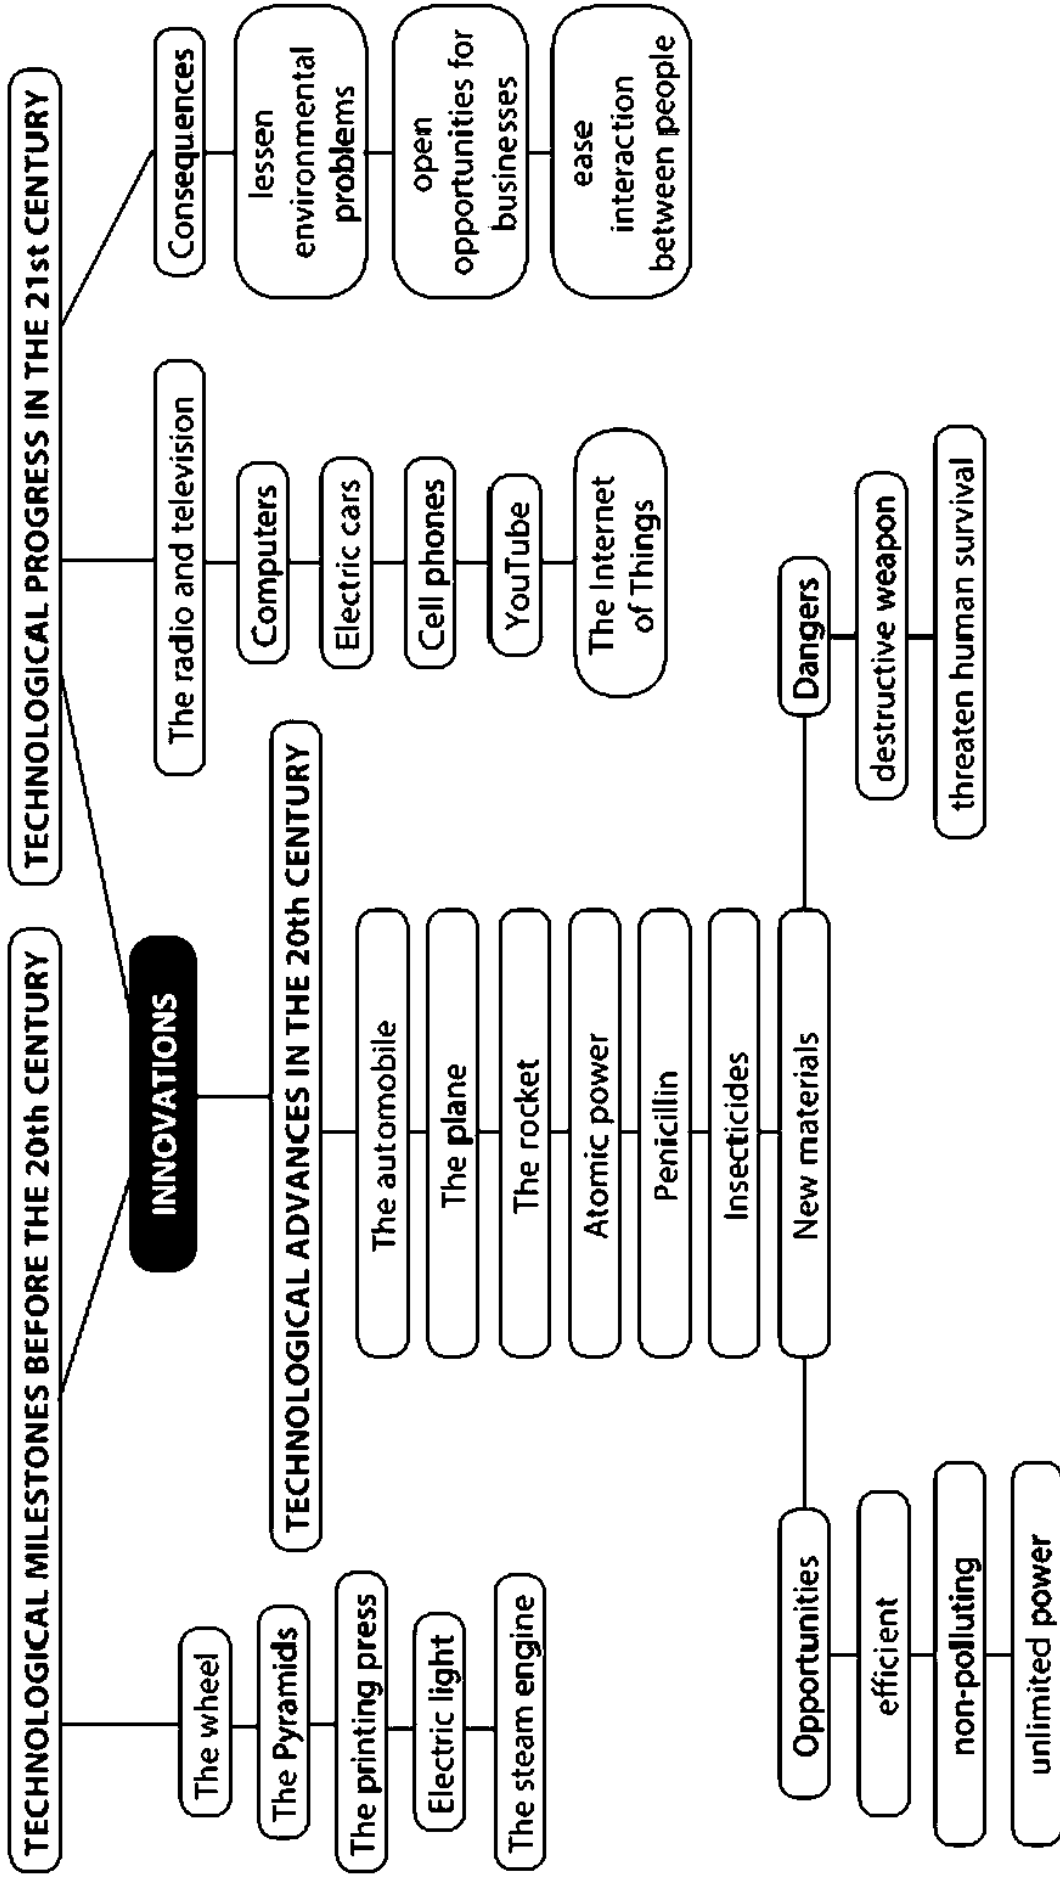 TECHNOLOGICAL MILESTONES BEFORE THE 20th CENTURY
TECHNOLOGICAL PROGRESS IN THE 21st CENTURY
INNOVATIONS
The wheel
The Pyramids
The printing press
Electric light
The steam engine
TECHNOLOGICAL ADVANCES IN THE 20th CENTURY
The automobile
The plane
The rocket
Atomic power
Penicillin
Insecticides
New materials
Opportunities
efficient
non-polluting
unlimited power
Dangers
destructive weapon
threaten human survival
The radio and television
Computers
Electric cars
Cell phones
YouTube
The Internet
of Things
Consequences
lessen
environmental
problems
open
opportunities for
businesses
ease
interaction
between people